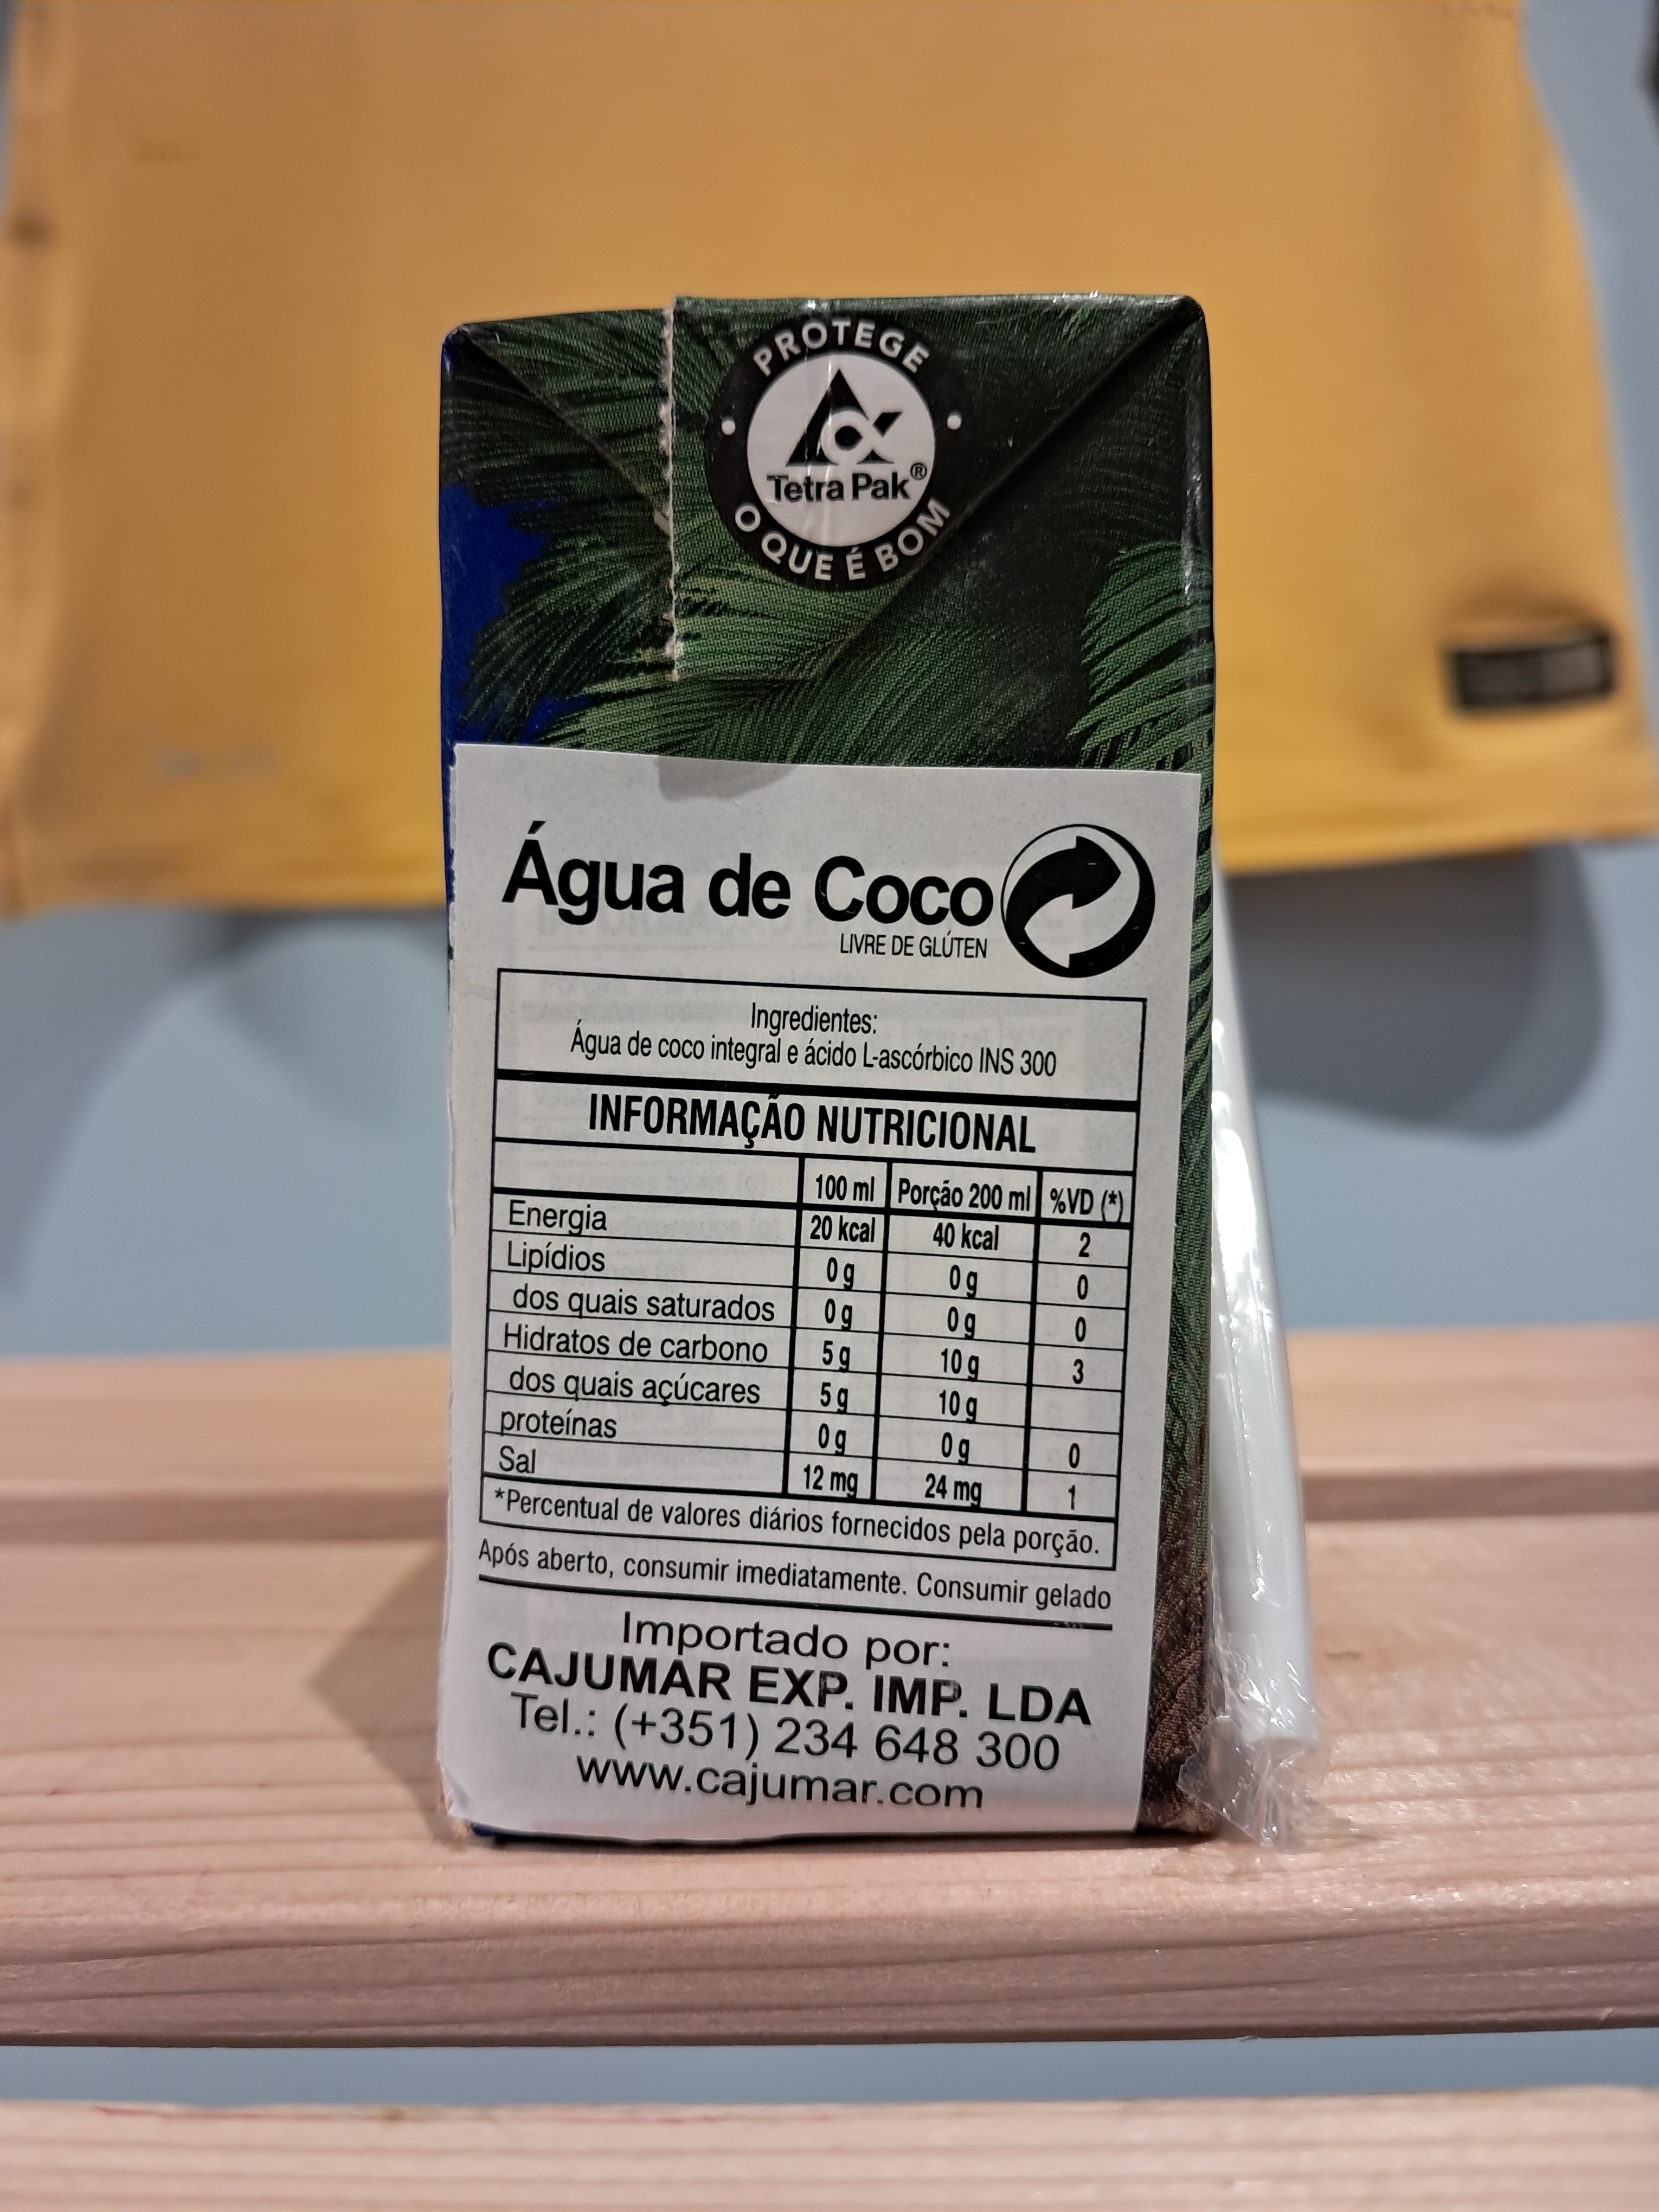 PROTEGE
Tetra Pak®
O QUE É BOM
Água de Coco
LIVRE DE GLÚTEN
Ingredientes:
Água de coco integral e ácido L-ascórbico INS 300
INFORMAÇÃO NUTRICIONAL
100 ml Porção 200 ml %VD (*)
Energia 20 kcal 40 kcal 2
Lipídios 0 g 0 g 0
dos quais saturados 0 g 0 g 0
Hidratos de carbono 5 g 10 g 3
dos quais açúcares 5 g 10 g
proteínas 0 g 0 g 0
Sal 12 mg 24 mg 1
*Percentual de valores diários fornecidos pela porção.
Após aberto, consumir imediatamente. Consumir gelado
Importado por:
CAJUMAR EXP. IMP. LDA
Tel.: (+351) 234 648 300
www.cajumar.com